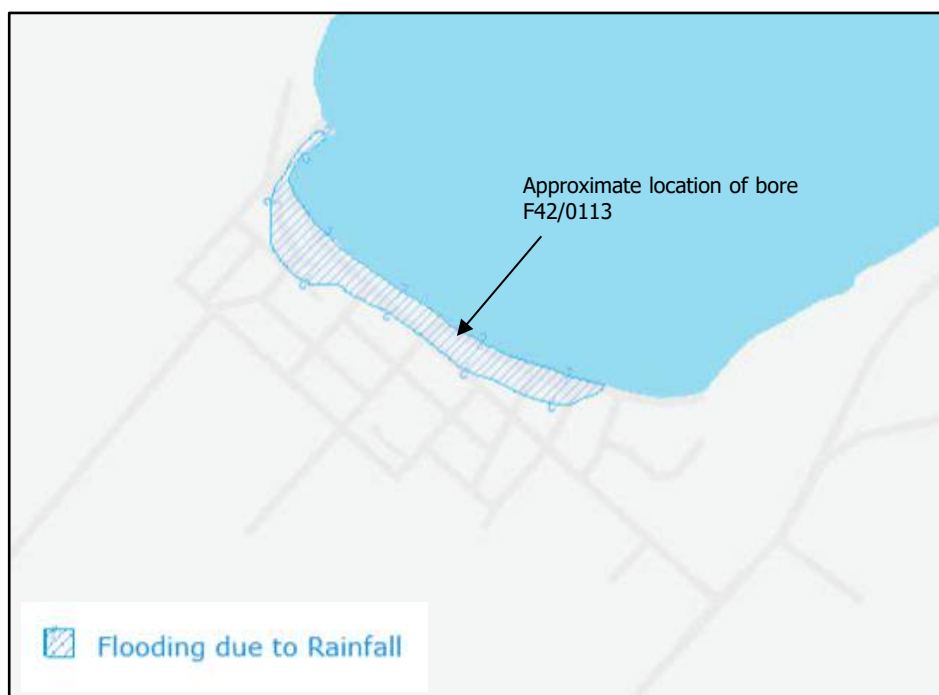 Approximate location of bore
F42/0113
Flooding due to Rainfall